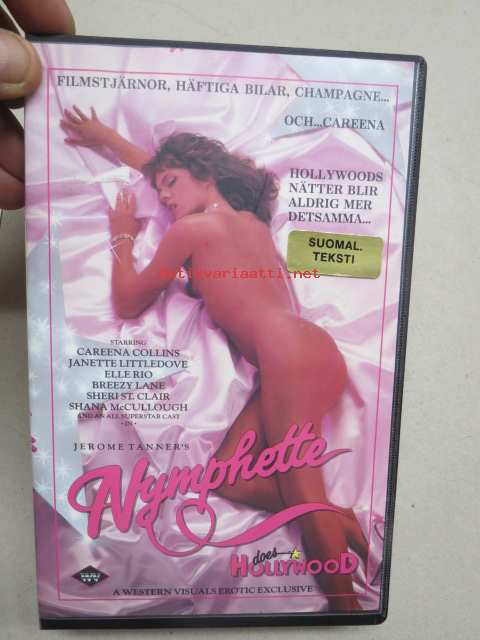 FILMSTJÄRNOR, HÄFTIGA BILAR, CHAMPAGNE...
OCH...CAREENA
HOLLYWOODS
NÄTTER BLIR
ALDRIG MER
DETSAMMA...
SUOMAL.
TEKSTI
antikvariaatti.net
STARRING
CAREENA COLLINS
JANETTE LITTLEDOVE
ELLE RIO
BREEZY LANE
SHERI ST. CLAIR
SHANA McCULLOUGH
AND AN ALL SUPERSTAR CAST
• IN •
JEROME TANNER'S
Nymphette
does
HOLLYWOOD
WV
A WESTERN VISUALS EROTIC EXCLUSIVE